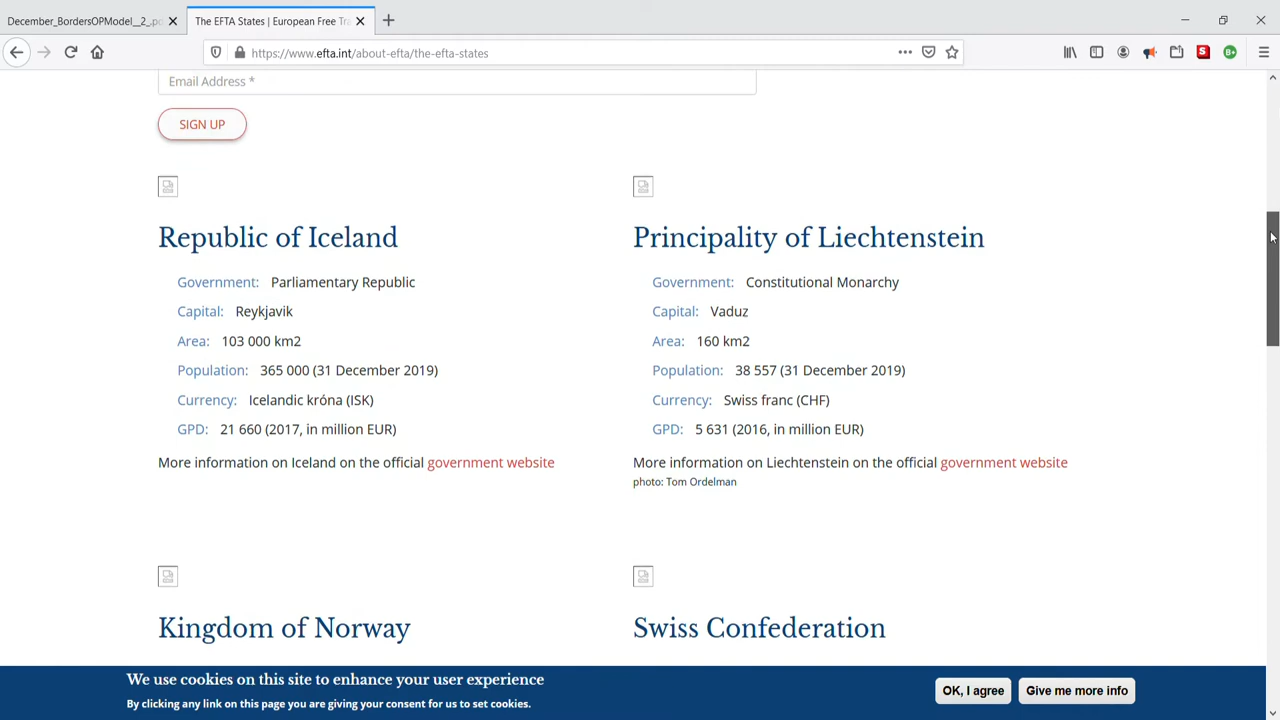 December_BordersOPModel__2_.po
The EFTA States | European Free Tra
https://www.efta.int/about-efta/the-efta-states
Email Address *
SIGN UP
Republic of Iceland
Government: Parliamentary Republic
Capital: Reykjavik
Area: 103 000 km2
Population: 365 000 (31 December 2019)
Currency: Icelandic króna (ISK)
GPD: 21 660 (2017, in million EUR)
More information on Iceland on the official government website
Principality of Liechtenstein
Government: Constitutional Monarchy
Capital: Vaduz
Area: 160 km2
Population: 38 557 (31 December 2019)
Currency: Swiss franc (CHF)
GPD: 5 631 (2016, in million EUR)
More information on Liechtenstein on the official government website
photo: Tom Ordelman
Kingdom of Norway
Swiss Confederation
We use cookies on this site to enhance your user experience
By clicking any link on this page you are giving your consent for us to set cookies.
OK, I agree
Give me more info